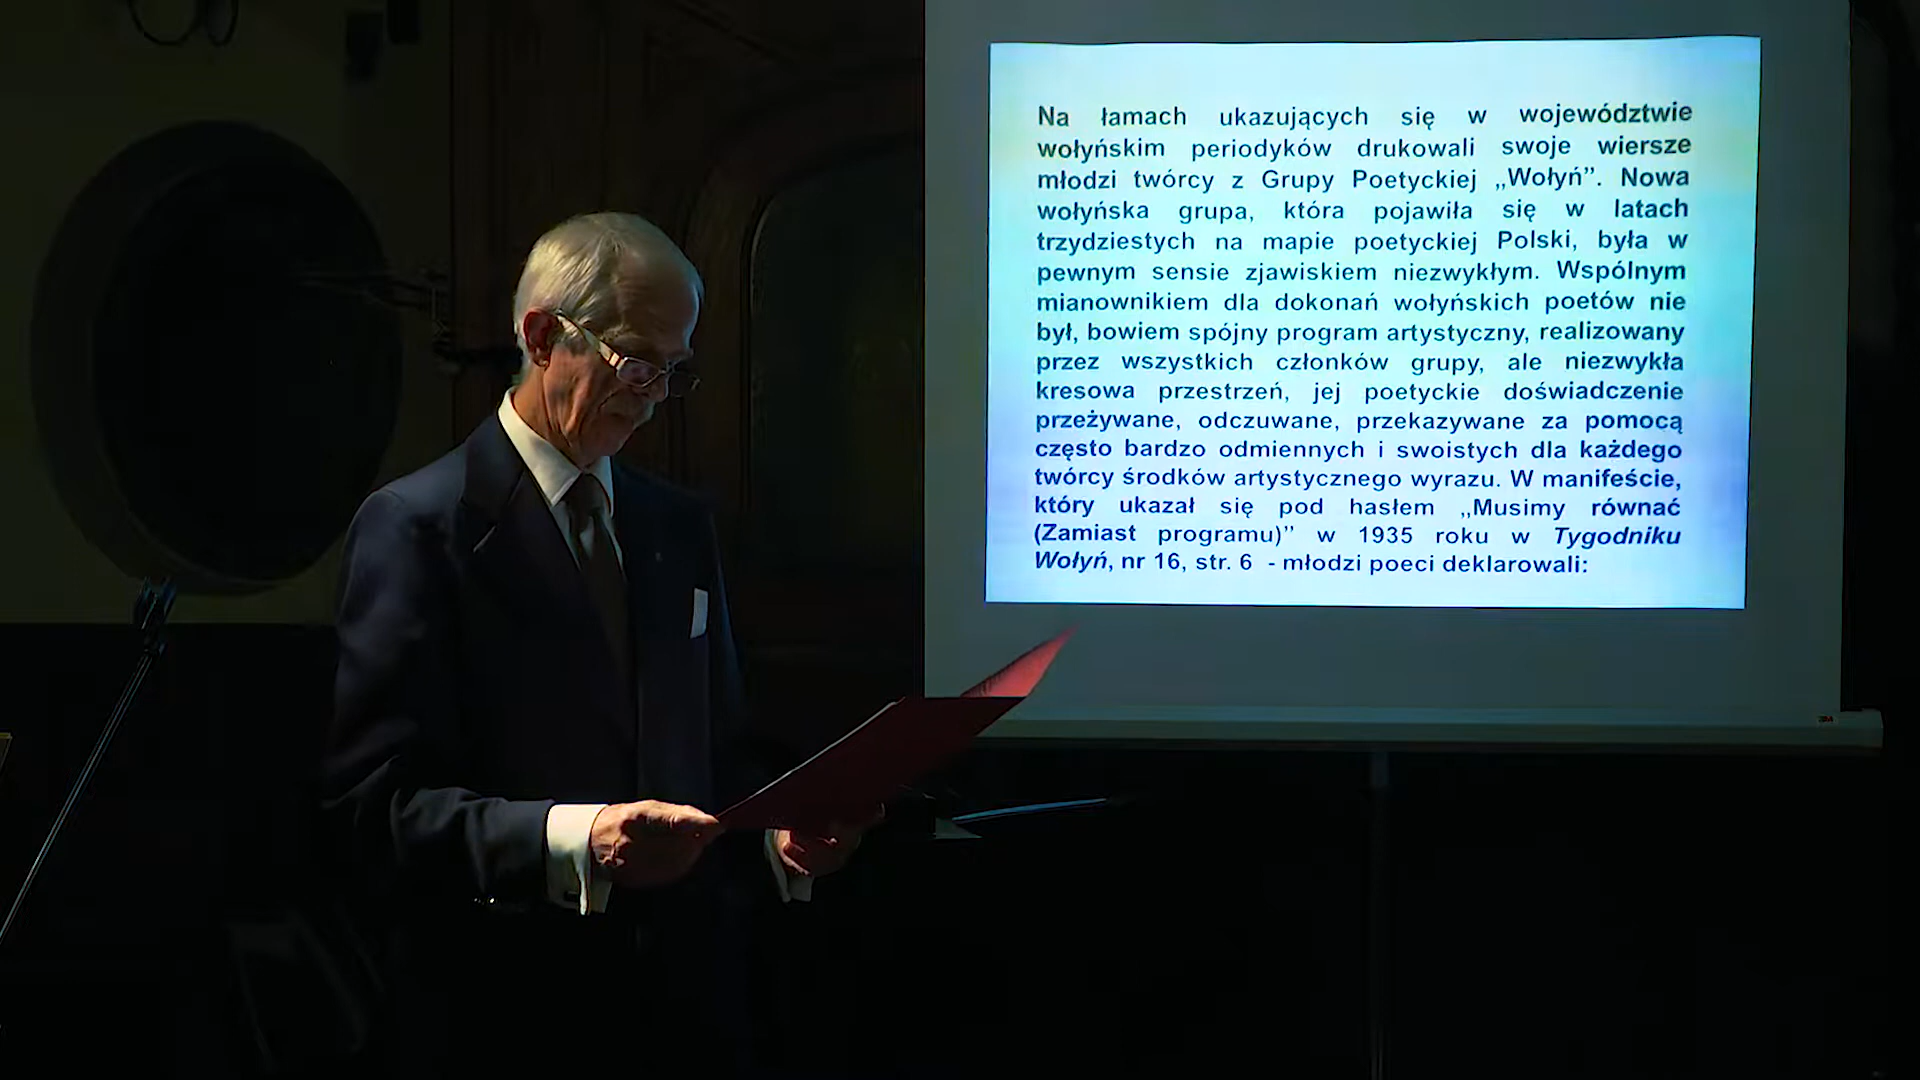 Na łamach ukazujących się w województwie
wołyńskim periodyków drukowali swoje wiersze
młodzi twórcy z Grupy Poetyckiej „Wołyń”. Nowa
wołyńska grupa, która pojawiła się w latach
trzydziestych na mapie poetyckiej Polski, była w
pewnym sensie zjawiskiem niezwykłym. Wspólnym
mianownikiem dla dokonań wołyńskich poetów nie
był, bowiem spójny program artystyczny, realizowany
przez wszystkich członków grupy, ale niezwykła
kresowa przestrzeń, jej poetyckie doświadczenie
przeżywane, odczuwane, przekazywane za pomocą
często bardzo odmiennych i swoistych dla każdego
twórcy środków artystycznego wyrazu. W manifeście,
który ukazał się pod hasłem „Musimy równać
(Zamiast programu)” w 1935 roku w Tygodniku
Wołyń, nr 16, str. 6 - młodzi poeci deklarowali: